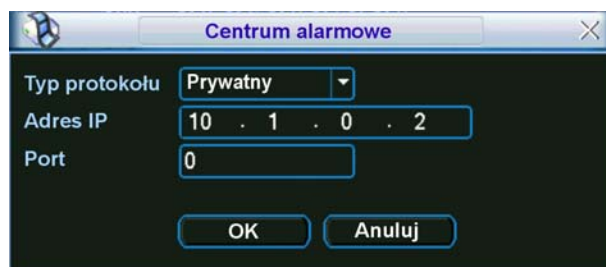 Centrum alarmowe
Typ protokołu Prywatny
Adres IP 10 . 1 . 0 . 2
Port 0
OK Anuluj